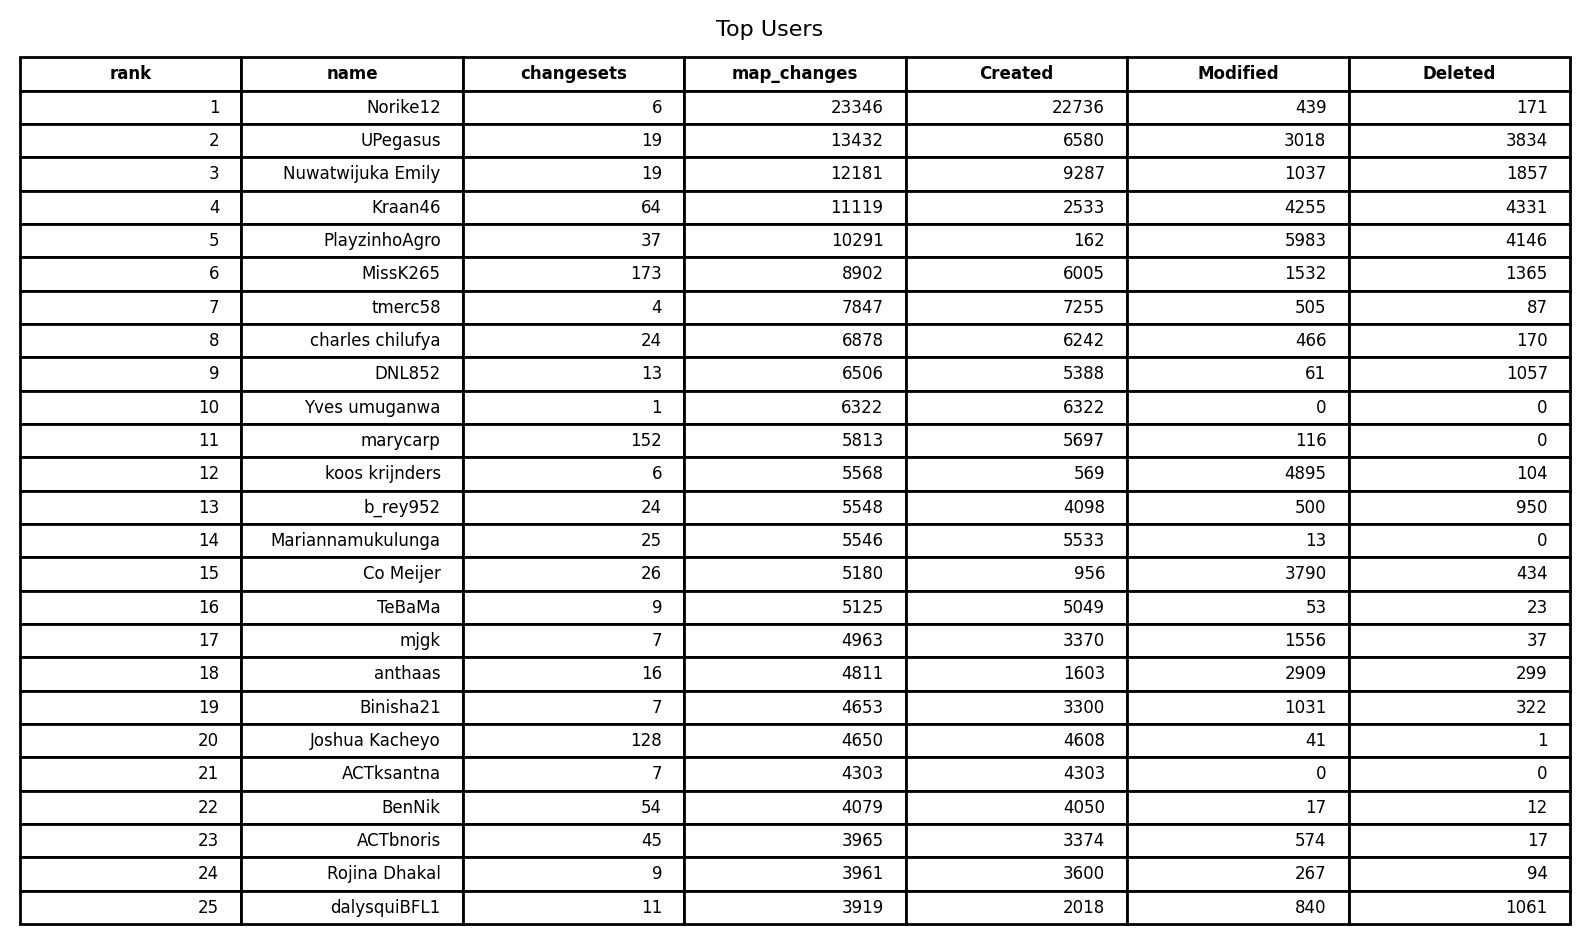 Top Users
rank name changesets map_changes Created Modified Deleted
1 Norike12 6 23346 22736 439 171
2 UPegasus 19 13432 6580 3018 3834
3 Nuwatwijuka Emily 19 12181 9287 1037 1857
4 Kraan46 64 11119 2533 4255 4331
5 PlayzinhoAgro 37 10291 162 5983 4146
6 MissK265 173 8902 6005 1532 1365
7 tmerc58 4 7847 7255 505 87
8 charles chilufya 24 6878 6242 466 170
9 DNL852 13 6506 5388 61 1057
10 Yves umuganwa 1 6322 6322 0 0
11 marycarp 152 5813 5697 116 0
12 koos krijnders 6 5568 569 4895 104
13 b_rey952 24 5548 4098 500 950
14 Mariannamukulunga 25 5546 5533 13 0
15 Co Meijer 26 5180 956 3790 434
16 TeBaMa 9 5125 5049 53 23
17 mjgk 7 4963 3370 1556 37
18 anthaas 16 4811 1603 2909 299
19 Binisha21 7 4653 3300 1031 322
20 Joshua Kacheyo 128 4650 4608 41 1
21 ACTksantna 7 4303 4303 0 0
22 BenNik 54 4079 4050 17 12
23 ACTbnoris 45 3965 3374 574 17
24 Rojina Dhakal 9 3961 3600 267 94
25 dalysquiBFL1 11 3919 2018 840 1061